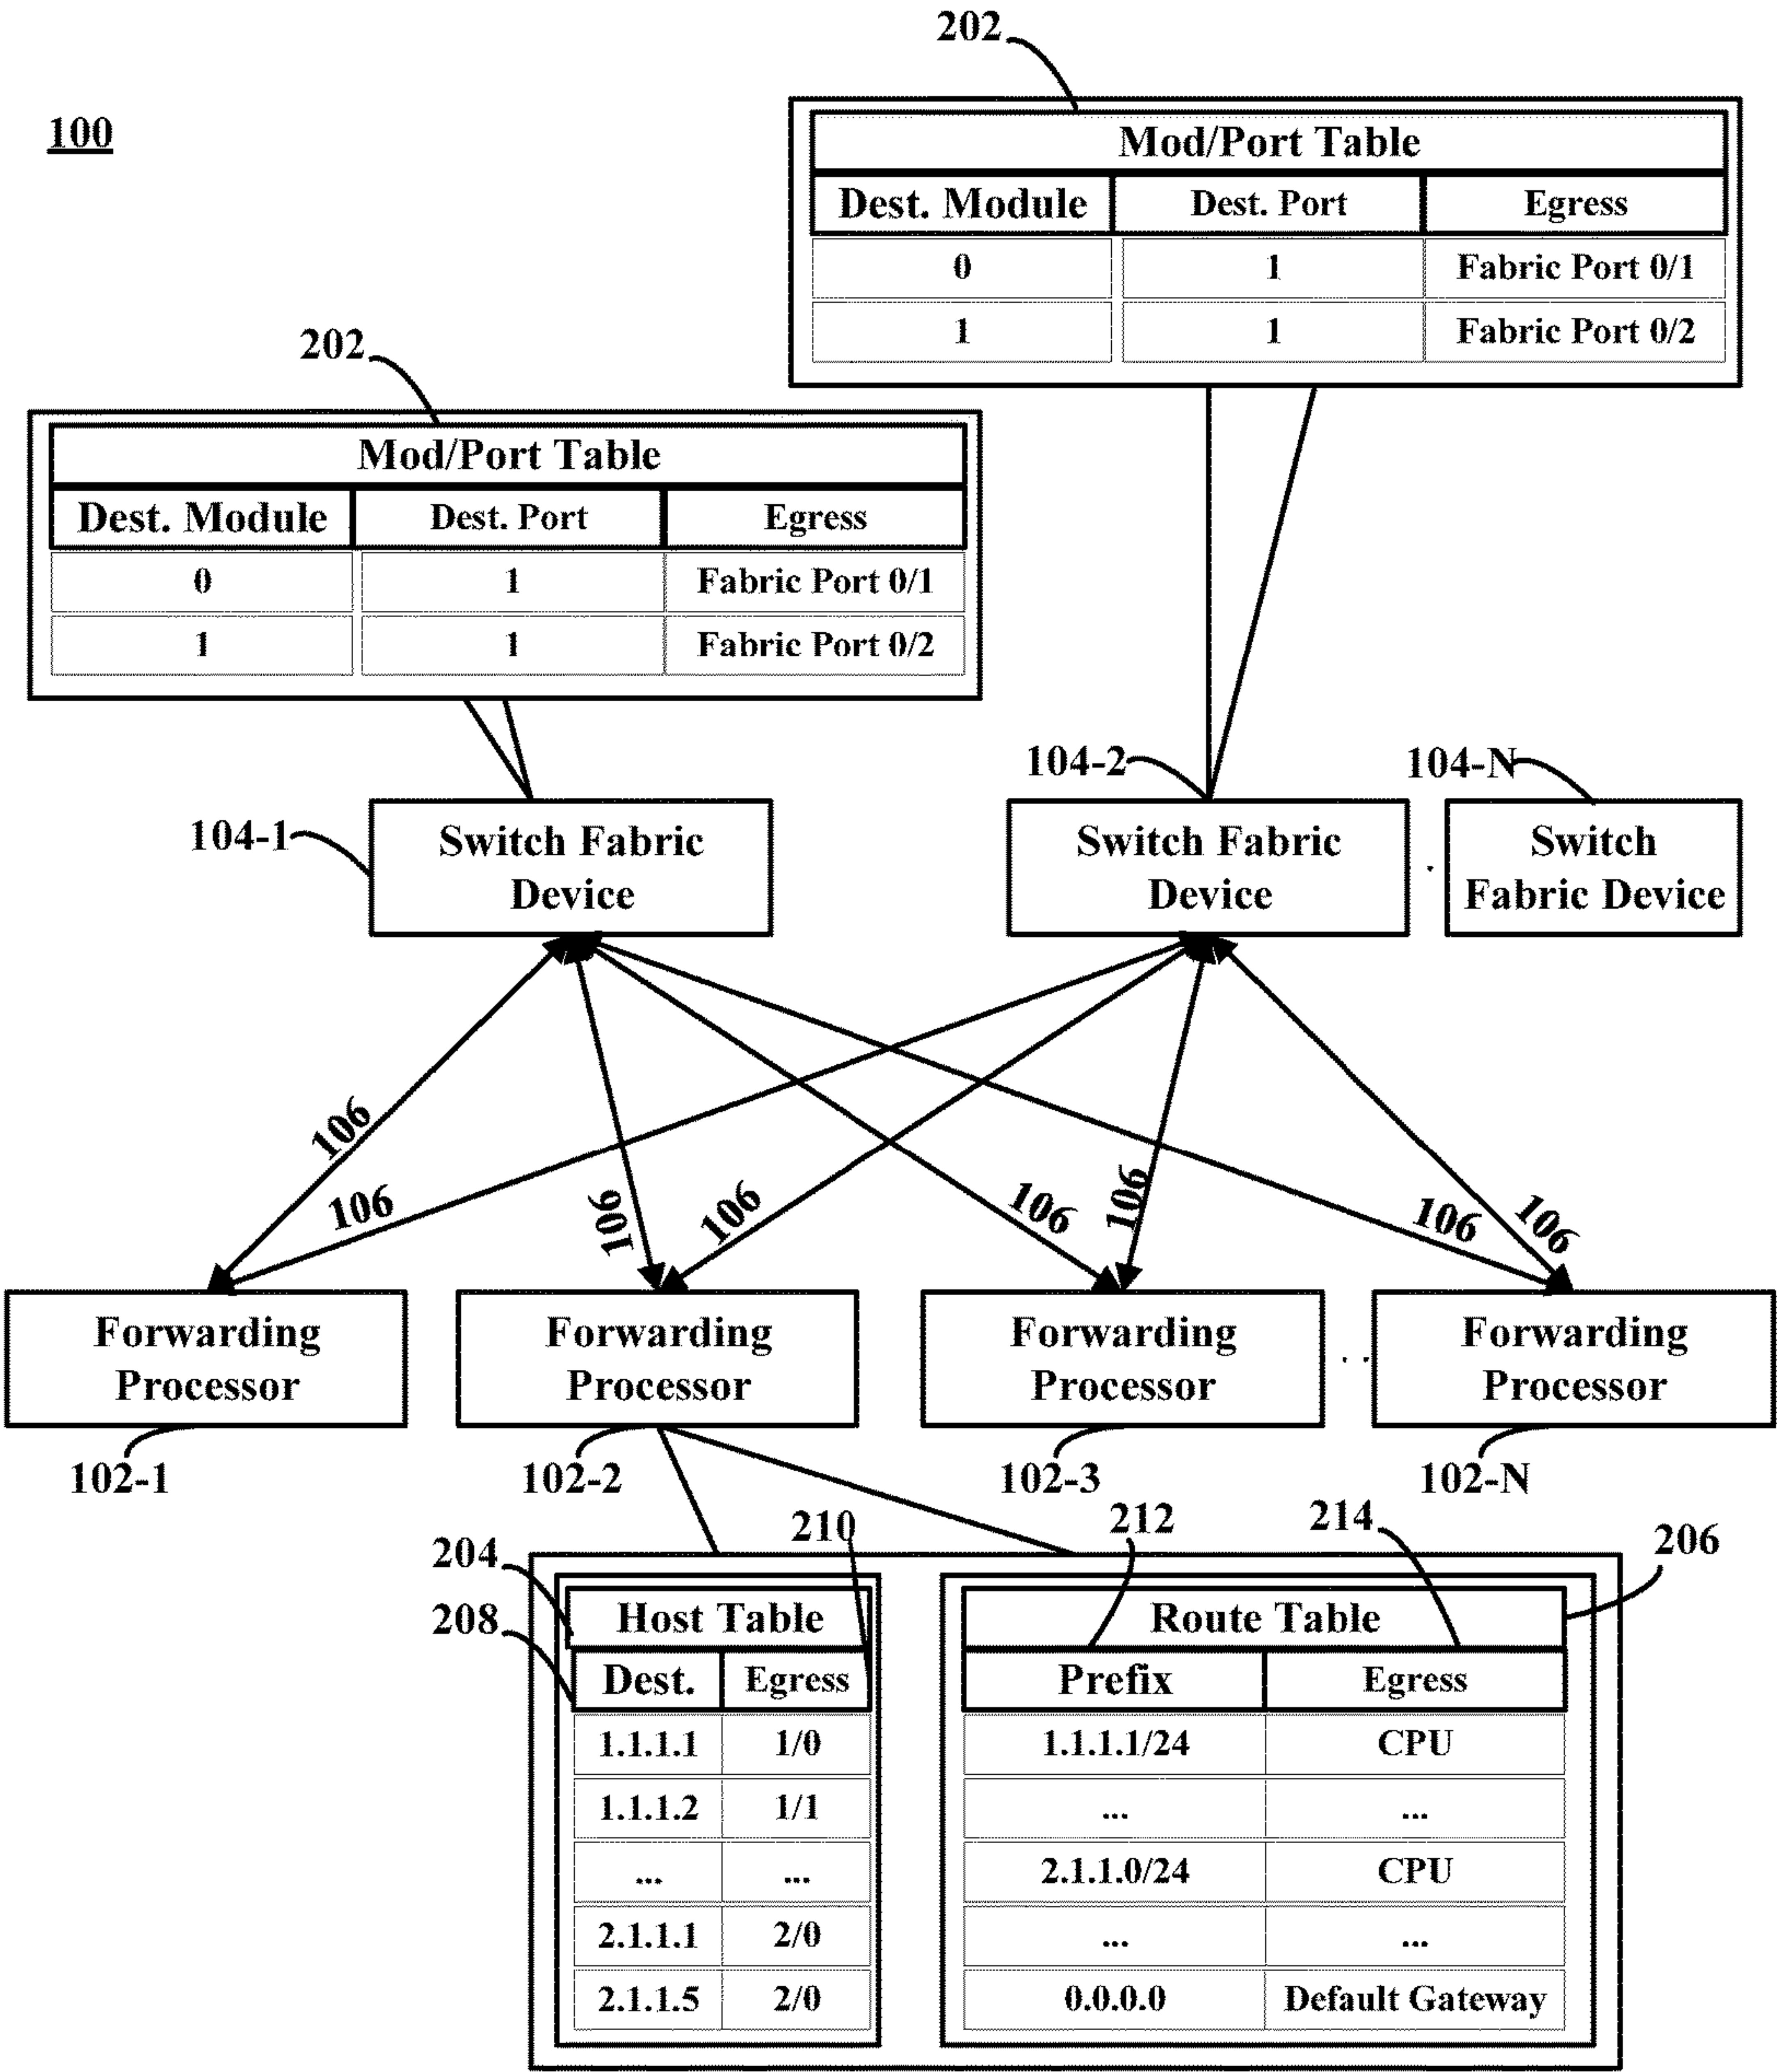 202
100
Mod/Port Table
Dest. Module Dest. Port Egress
0 1 Fabric Port 0/1
1 1 Fabric Port 0/2
202
Mod/Port Table
Dest. Module Dest. Port Egress
0 1 Fabric Port 0/1
1 1 Fabric Port 0/2
104-2 104-N
104-1
Switch Fabric
Device
Switch Fabric
Device
.
Switch
Fabric Device
106 106 106 106 106 106 106 106
Forwarding
Processor
Forwarding
Processor
Forwarding
Processor
. .
Forwarding
Processor
102-1 102-2 102-3 102-N
210 212 214 206
204
208
Host Table
Dest. Egress
1.1.1.1 1/0
1.1.1.2 1/1
... ...
2.1.1.1 2/0
2.1.1.5 2/0
Route Table
Prefix Egress
1.1.1.1/24 CPU
... ...
2.1.1.0/24 CPU
... ...
0.0.0.0 Default Gateway